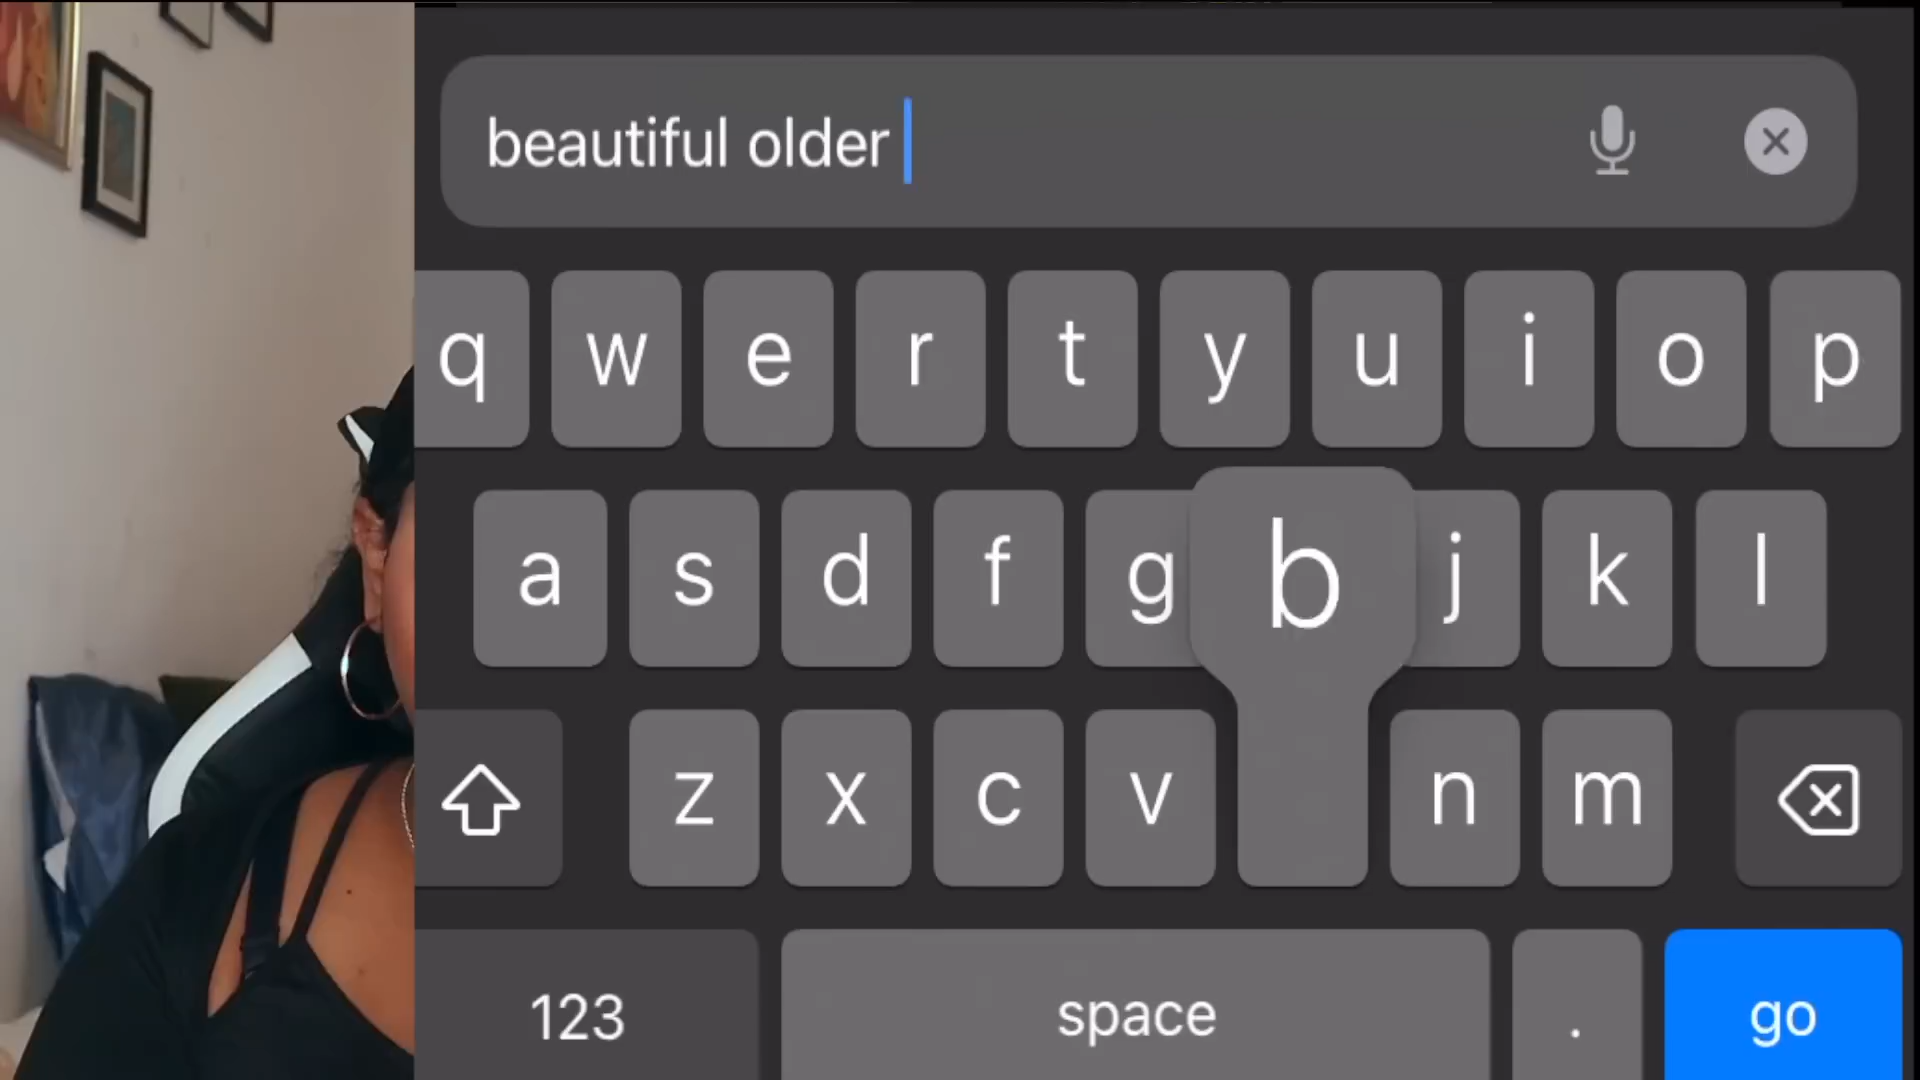 beautiful older
q w e r t y u i o p
a s d f g b j k l
z x c v n m
123 space . go